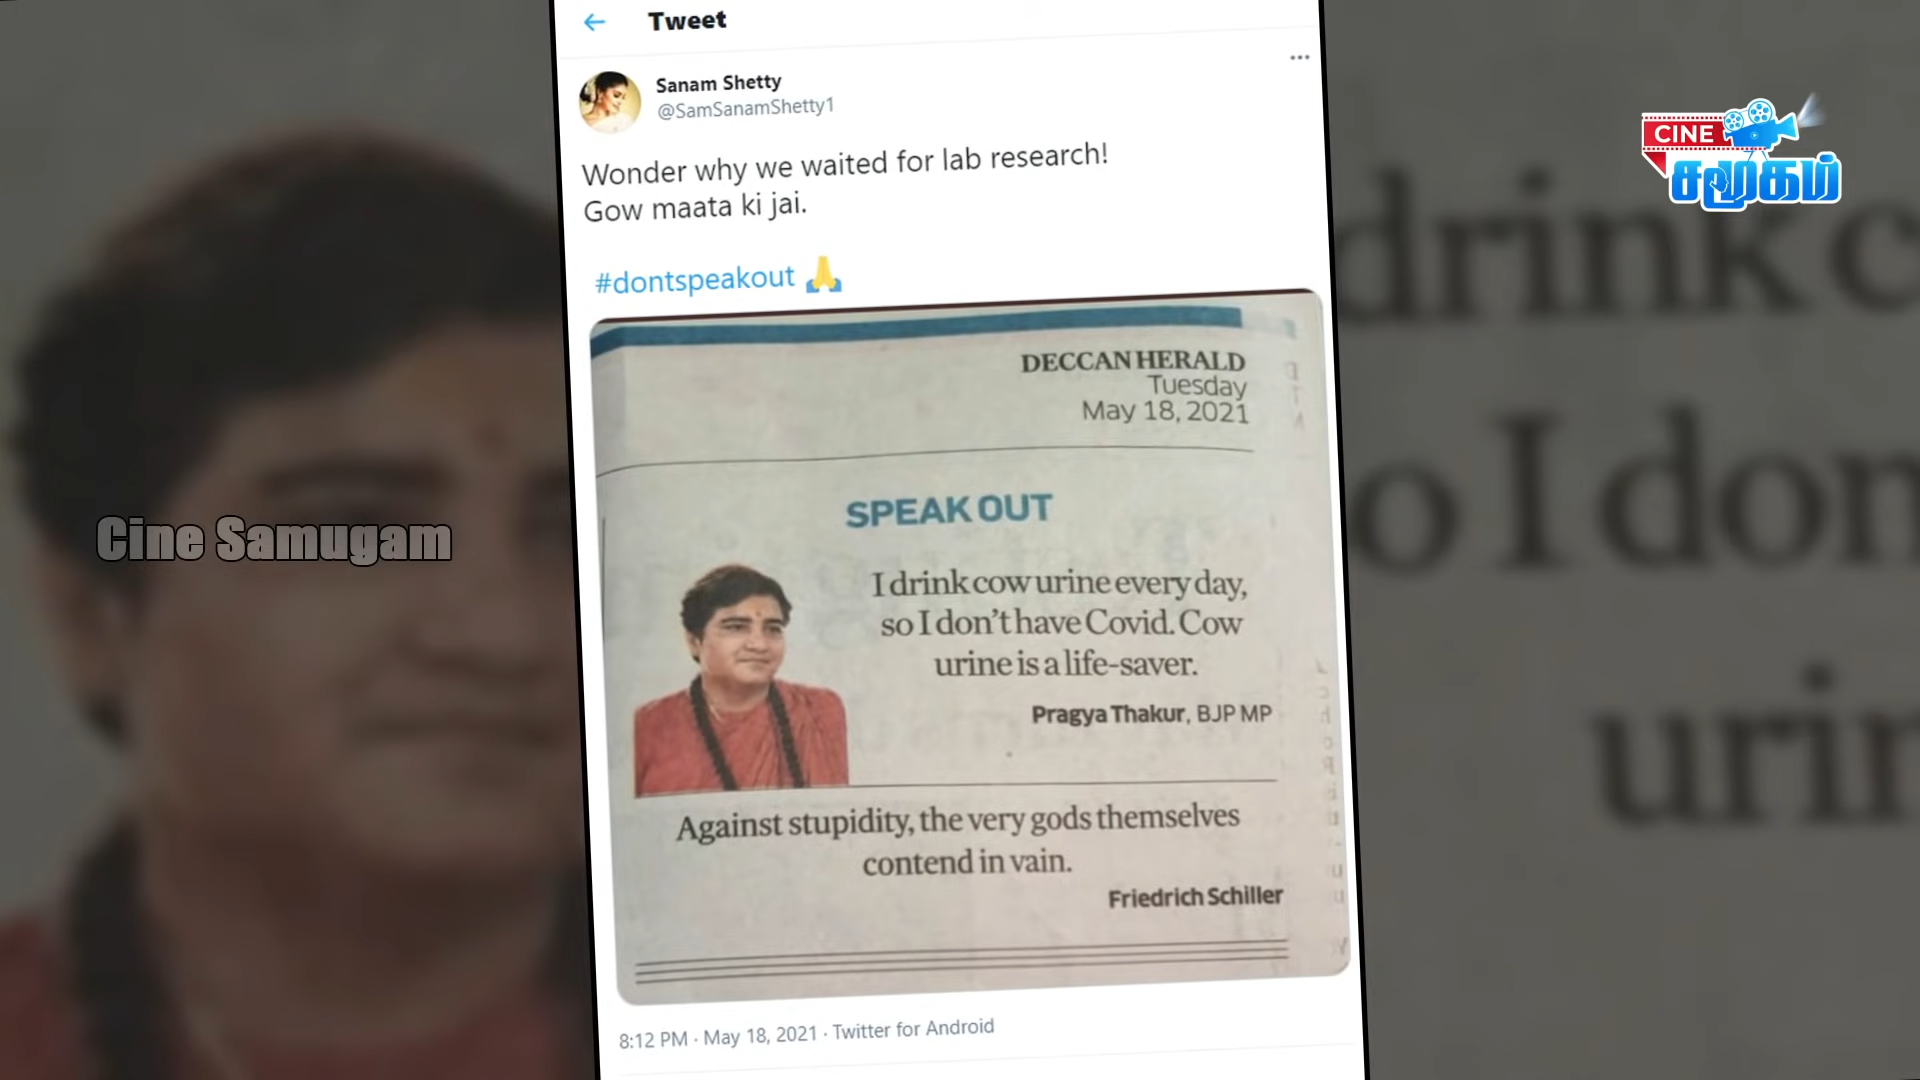 Tweet
Sanam Shetty
@SamSanamShetty1
Wonder why we waited for lab research!
Gow maata ki jai.
#dontspeakout
DECCAN HERALD
Tuesday
May 18, 2021
SPEAK OUT
I drink cow urine every day,
so I don't have Covid. Cow
urine is a life-saver.
Pragya Thakur, BJP MP
Against stupidity, the very gods themselves
contend in vain.
Friedrich Schiller
8:12 PM · May 18, 2021 · Twitter for Android
CINE
சமூகம்
Cine Samugam
drink c
o I don
urin